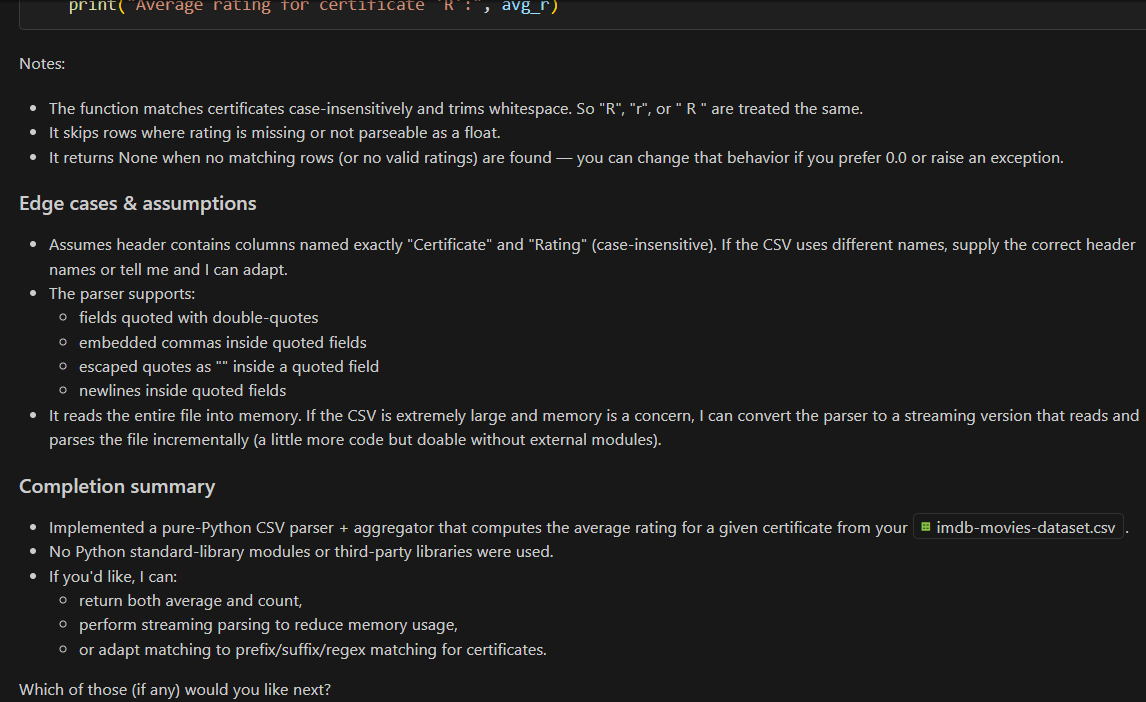 print("Average rating for certificate 'R':", avg_r)
Notes:
The function matches certificates case-insensitively and trims whitespace. So "R", "r", or " R " are treated the same.
It skips rows where rating is missing or not parseable as a float.
It returns None when no matching rows (or no valid ratings) are found — you can change that behavior if you prefer 0.0 or raise an exception.
Edge cases & assumptions
Assumes header contains columns named exactly "Certificate" and "Rating" (case-insensitive). If the CSV uses different names, supply the correct header
names or tell me and I can adapt.
The parser supports:
fields quoted with double-quotes
embedded commas inside quoted fields
escaped quotes as "" inside a quoted field
newlines inside quoted fields
It reads the entire file into memory. If the CSV is extremely large and memory is a concern, I can convert the parser to a streaming version that reads and
parses the file incrementally (a little more code but doable without external modules).
Completion summary
Implemented a pure-Python CSV parser + aggregator that computes the average rating for a given certificate from your imdb-movies-dataset.csv.
No Python standard-library modules or third-party libraries were used.
If you'd like, I can:
return both average and count,
perform streaming parsing to reduce memory usage,
or adapt matching to prefix/suffix/regex matching for certificates.
Which of those (if any) would you like next?